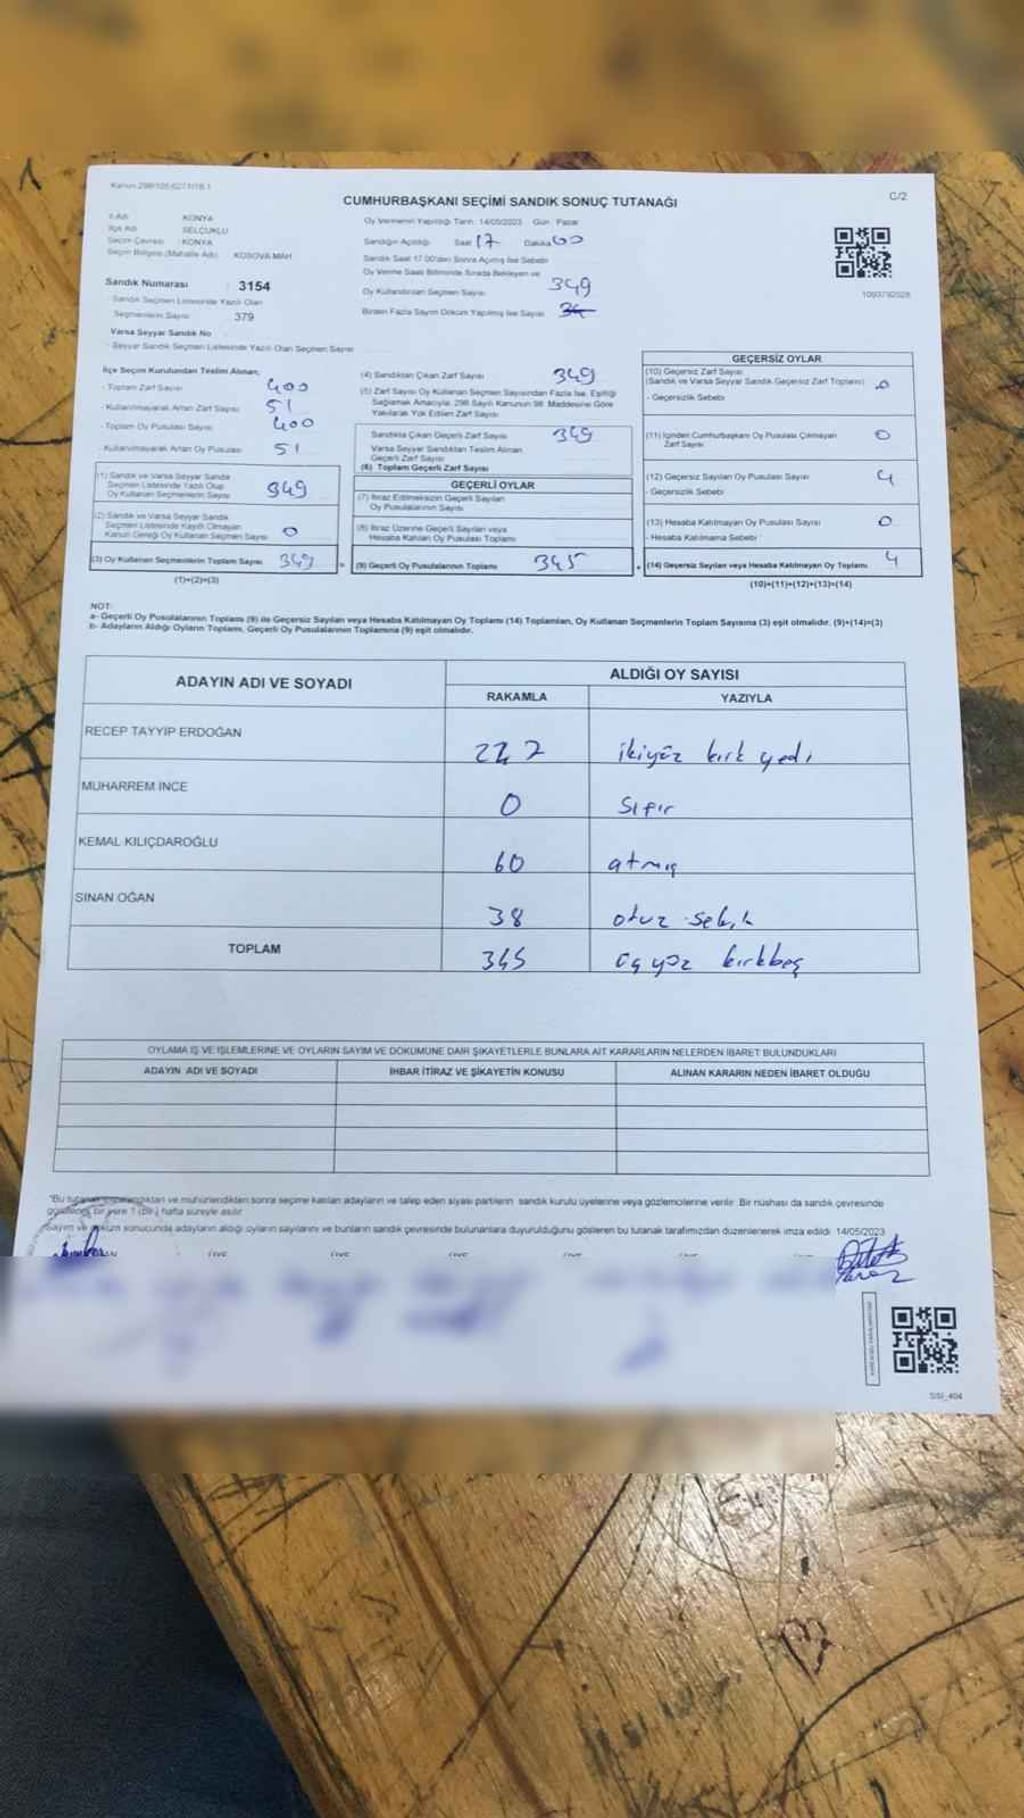 Kanun 298/105,6271/18.1
C/2
CUMHURBAŞKANI SEÇİMİ SANDIK SONUÇ TUTANAĞI
İl Adı KONYA
İlçe Adı SELÇUKLU
Seçim Çevresi KONYA
Seçim Bölgesi (Mahalle Adı) KOSOVA MAH
Sandık Numarası 3154
Sandık Seçmen Listesinde Yazılı Olan
Seçmenlerin Sayısı 379
Varsa Seyyar Sandık No
Seyyar Sandık Seçmen Listesinde Yazılı Olan Seçmen Sayısı
Oy Vermenin Yapıldığı Tarih: 14/05/2023 Gün: Pazar
Sandığın Açıldığı Saat 17 Dakika 00
Sandık Saat 17.00'den Sonra Açılmış İse Sebebi
Oy Verme Saati Bitiminde Sırada Bekleyen ve
Oy Kullandırılan Seçmen Sayısı 349
Birden Fazla Sayım Döküm Yapılmış İse Sayısı
1093792028
İlçe Seçim Kurulundan Teslim Alınan;
- Toplam Zarf Sayısı 400
- Kullanılmayarak Artan Zarf Sayısı 51
- Toplam Oy Pusulası Sayısı 400
- Kullanılmayarak Artan Oy Pusulası 51
(1) Sandık ve Varsa Seyyar Sandık
Seçmen Listesinde Yazılı Olup
Oy Kullanan Seçmenlerin Sayısı 349
(2) Sandık ve Varsa Seyyar Sandık
Seçmen Listesinde Kayıtlı Olmayan
Kanun Gereği Oy Kullanan Seçmen Sayısı 0
(3) Oy Kullanan Seçmenlerin Toplam Sayısı 349
(1)+(2)=(3)
(4) Sandıktan Çıkan Zarf Sayısı 349
(5) Zarf Sayısı Oy Kullanan Seçmen Sayısından Fazla İse, Eşitliği
Sağlamak Amacıyla, 298 Sayılı Kanunun 98. Maddesine Göre
Yakılarak Yok Edilen Zarf Sayısı
Sandıkta Çıkan Geçerli Zarf Sayısı 349
Varsa Seyyar Sandıktan Teslim Alınan
Geçerli Zarf Sayısı
(6) Toplam Geçerli Zarf Sayısı
GEÇERLİ OYLAR
(7) İtiraz Edilmeksizin Geçerli Sayılan
Oy Pusulalarının Sayısı
(8) İtiraz Üzerine Geçerli Sayılan veya
Hesaba Katılan Oy Pusulası Toplamı
(9) Geçerli Oy Pusulalarının Toplamı 345
GEÇERSİZ OYLAR
(10) Geçersiz Zarf Sayısı
(Sandık ve Varsa Seyyar Sandık Geçersiz Zarf Toplamı) 0
- Geçersizlik Sebebi
(11) İçinden Cumhurbaşkanı Oy Pusulası Çıkmayan
Zarf Sayısı 0
(12) Geçersiz Sayılan Oy Pusulası Sayısı 4
- Geçersizlik Sebebi
(13) Hesaba Katılmayan Oy Pusulası Sayısı 0
- Hesaba Katılmama Sebebi
(14) Geçersiz Sayılan veya Hesaba Katılmayan Oy Toplamı 4
(10)+(11)+(12)+(13)=(14)
NOT:
a- Geçerli Oy Pusulalarının Toplamı (9) ile Geçersiz Sayılan veya Hesaba Katılmayan Oy Toplamı (14) Toplamları, Oy Kullanan Seçmenlerin Toplam Sayısına (3) eşit olmalıdır. (9)+(14)=(3)
b- Adayların Aldığı Oyların Toplamı, Geçerli Oy Pusulalarının Toplamına (9) eşit olmalıdır.
ADAYIN ADI VE SOYADI ALDIĞI OY SAYISI
RAKAMLA YAZIYLA
RECEP TAYYIP ERDOĞAN 247 ikiyüz kırk yedi
MUHARREM İNCE 0 Sıfır
KEMAL KILIÇDAROĞLU 60 atmış
SİNAN OĞAN 38 otuz sekiz
TOPLAM 345 üçyüz kırkbeş
OYLAMA İŞ VE İŞLEMLERİNE VE OYLARIN SAYIM VE DÖKÜMÜNE DAİR ŞİKAYETLERLE BUNLARA AİT KARARLARIN NELERDEN İBARET BULUNDUKLARI
ADAYIN ADI VE SOYADI İHBAR İTİRAZ VE ŞİKAYETİN KONUSU ALINAN KARARIN NEDEN İBARET OLDUĞU
"Bu tutanak ve mühürlendikten sonra seçime katılan adayların ve talep eden siyasi partilerin sandık kurulu üyelerine veya gözlemcilerine verilir. Bir nüshası da sandık çevresinde
bir yere 1 (bir) hafta süreyle asılır
Sayım ve döküm sonucunda adayların aldığı oyların sayılarını ve bunların sandık çevresinde bulunanlara duyurulduğunu gösteren bu tutanak tarafımızdan düzenlenerek imza edildi. 14/05/2023
SSI_404